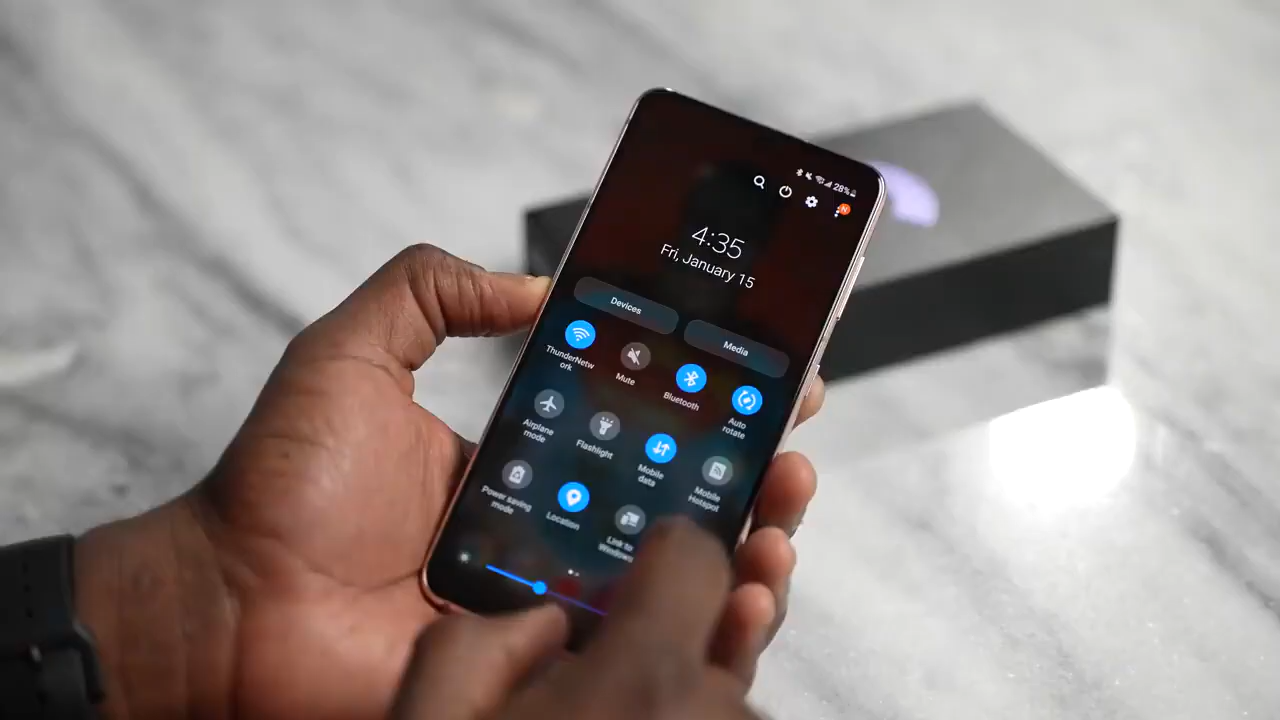 28%
N
4:35
Fri, January 15
Devices
Media
ThunderNetw
ork
Mute
Bluetooth
Auto
rotate
Airplane
mode
Flashlight
Mobile
data
Mobile
Hotspot
Power saving
mode
Location
Link to
Windows